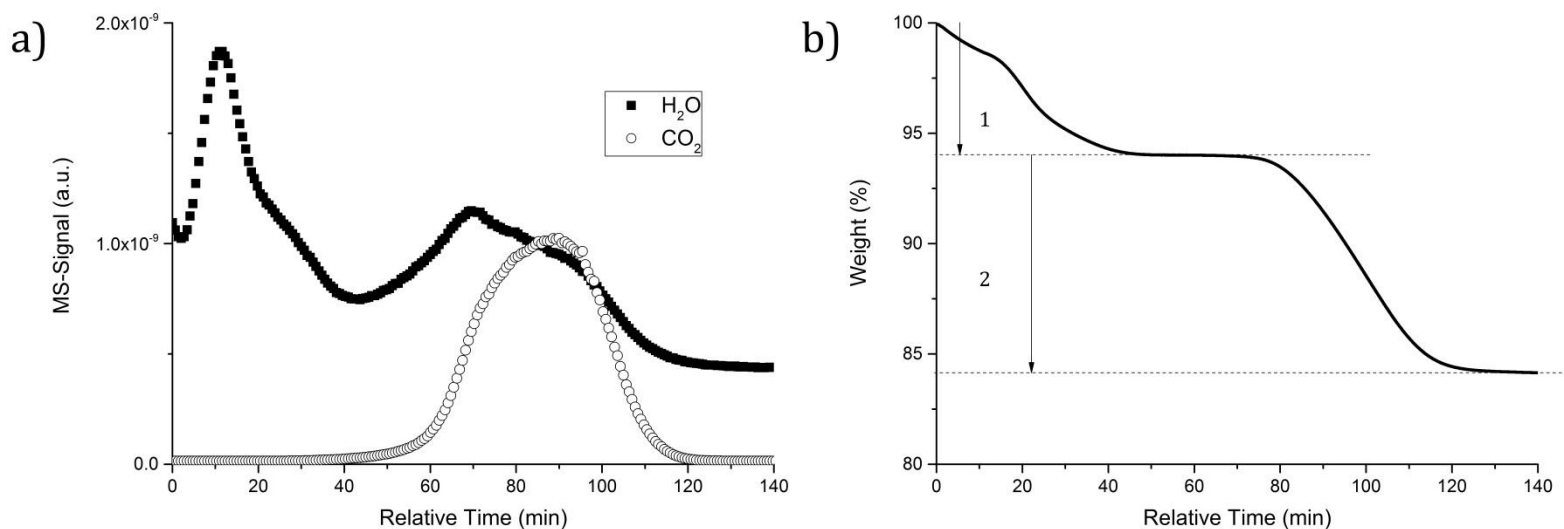 a)
2.0x10⁻⁹
1.0x10⁻⁹
0.0
MS-Signal (a.u.)
H₂O
CO₂
0 20 40 60 80 100 120 140
Relative Time (min)
b)
100
95
90
85
80
Weight (%)
1
2
0 20 40 60 80 100 120 140
Relative Time (min)